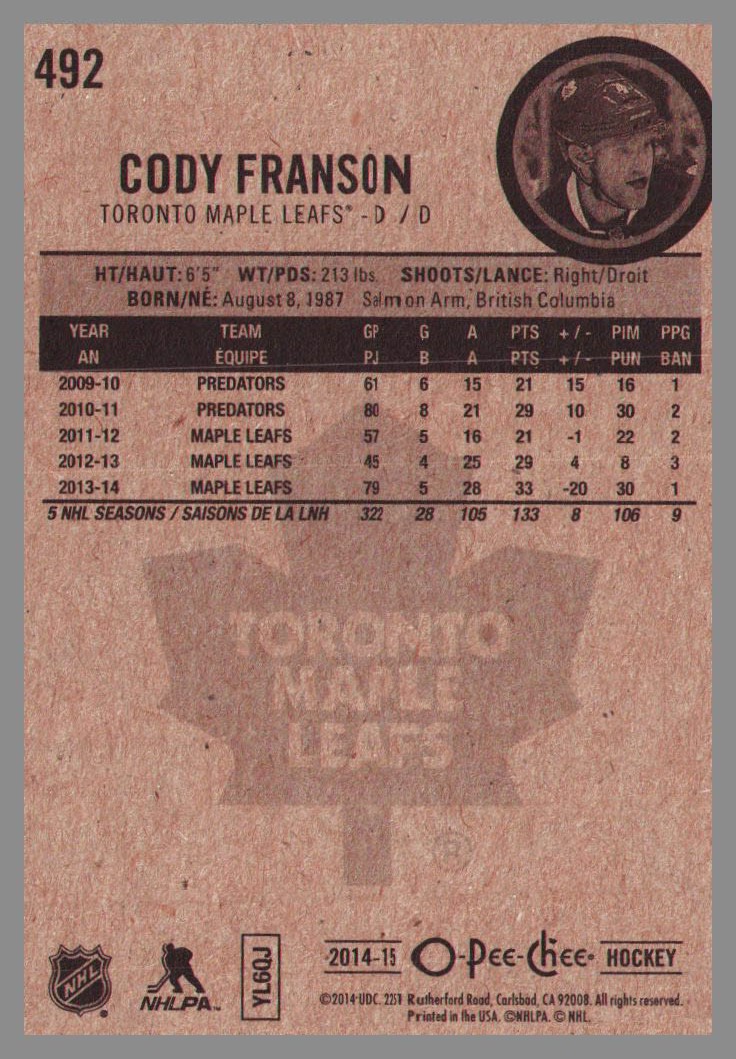 492
CODY FRANSON
TORONTO MAPLE LEAFS® - D / D
HT/HAUT: 6'5" WT/PDS: 213 lbs. SHOOTS/LANCE: Right/Droit
BORN/NÉ: August 8, 1987 Salmon Arm, British Columbia
YEAR TEAM GP G A PTS +/- PIM PPG
AN ÉQUIPE PJ B A PTS +/- PUN BAN
2009-10 PREDATORS 61 6 15 21 15 16 1
2010-11 PREDATORS 80 8 21 29 10 30 2
2011-12 MAPLE LEAFS 57 5 16 21 -1 22 2
2012-13 MAPLE LEAFS 45 4 25 29 4 8 3
2013-14 MAPLE LEAFS 79 5 28 33 -20 30 1
5 NHL SEASONS / SAISONS DE LA LNH 322 28 105 133 8 106 9
TORONTO
MAPLE
LEAFS
®
NHL ®
NHLPA™
YL6QJ
2014-15 O-Pee-Chee® HOCKEY
©2014 UDC. 2251 Rutherford Road, Carlsbad, CA 92008. All rights reserved.
Printed in the USA. ©NHLPA. © NHL.